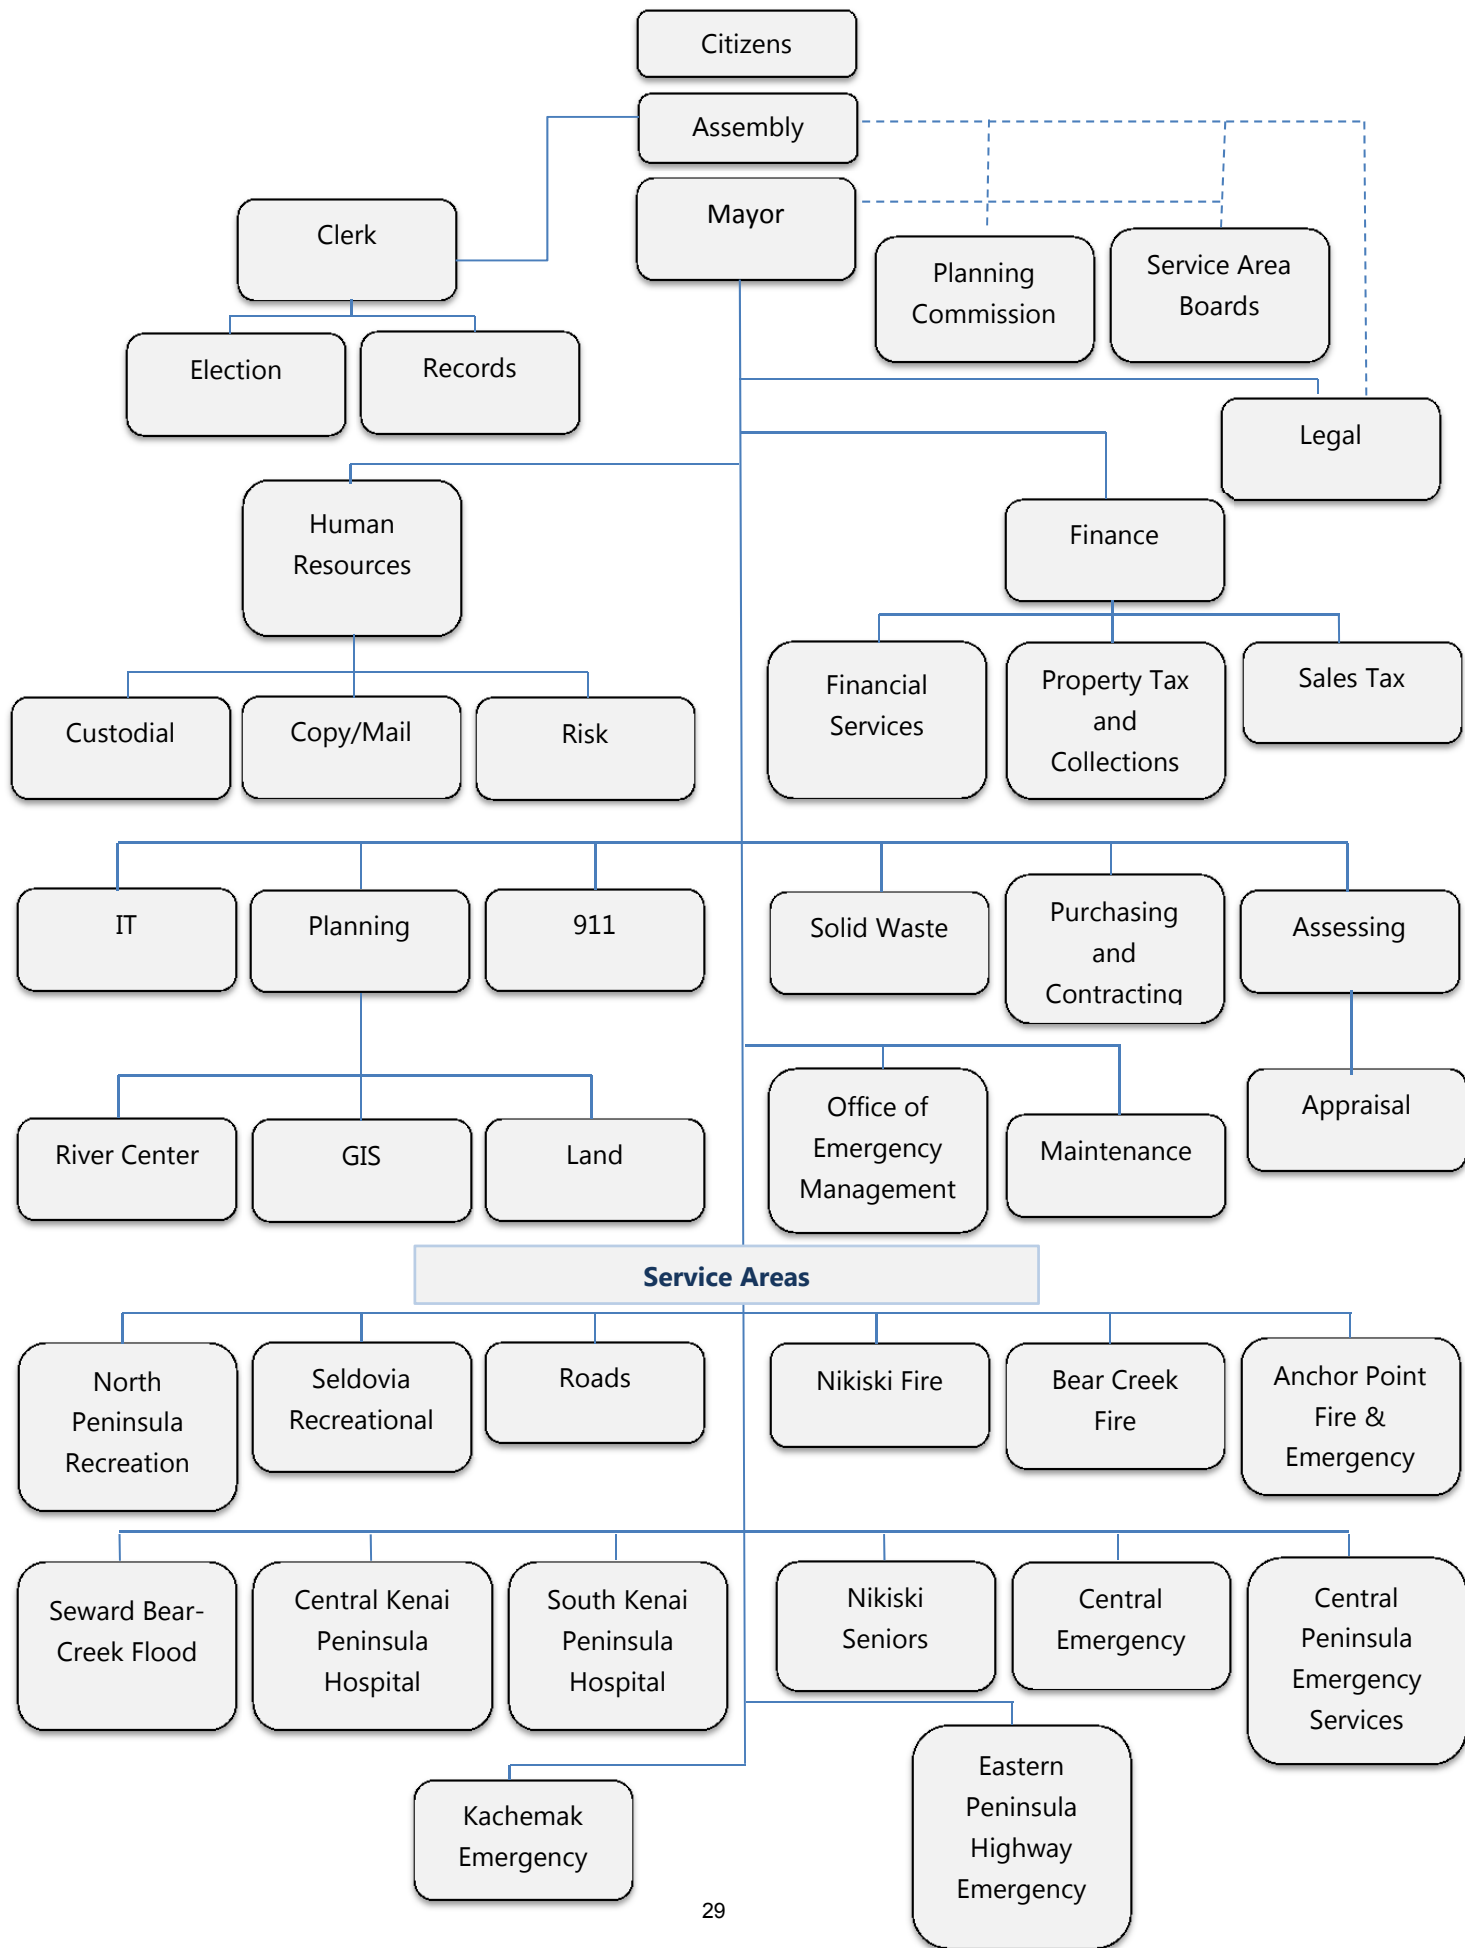 Citizens
Assembly
Mayor
Clerk
Planning
Commission
Service Area
Boards
Election
Records
Legal
Human
Resources
Finance
Custodial
Copy/Mail
Risk
Financial
Services
Property Tax
and
Collections
Sales Tax
IT
Planning
911
Solid Waste
Purchasing
and
Contracting
Assessing
River Center
GIS
Land
Office of
Emergency
Management
Maintenance
Appraisal
Service Areas
North
Peninsula
Recreation
Seldovia
Recreational
Roads
Nikiski Fire
Bear Creek
Fire
Anchor Point
Fire &
Emergency
Seward Bear-
Creek Flood
Central Kenai
Peninsula
Hospital
South Kenai
Peninsula
Hospital
Nikiski
Seniors
Central
Emergency
Central
Peninsula
Emergency
Services
Kachemak
Emergency
Eastern
Peninsula
Highway
Emergency
29